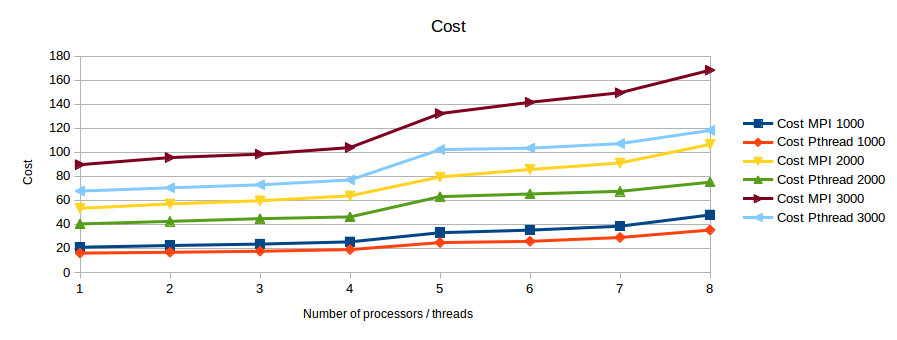 Cost
180
160
140
120
100
80
60
40
20
0
Cost
1 2 3 4 5 6 7 8
Number of processors / threads
Cost MPI 1000
Cost Pthread 1000
Cost MPI 2000
Cost Pthread 2000
Cost MPI 3000
Cost Pthread 3000